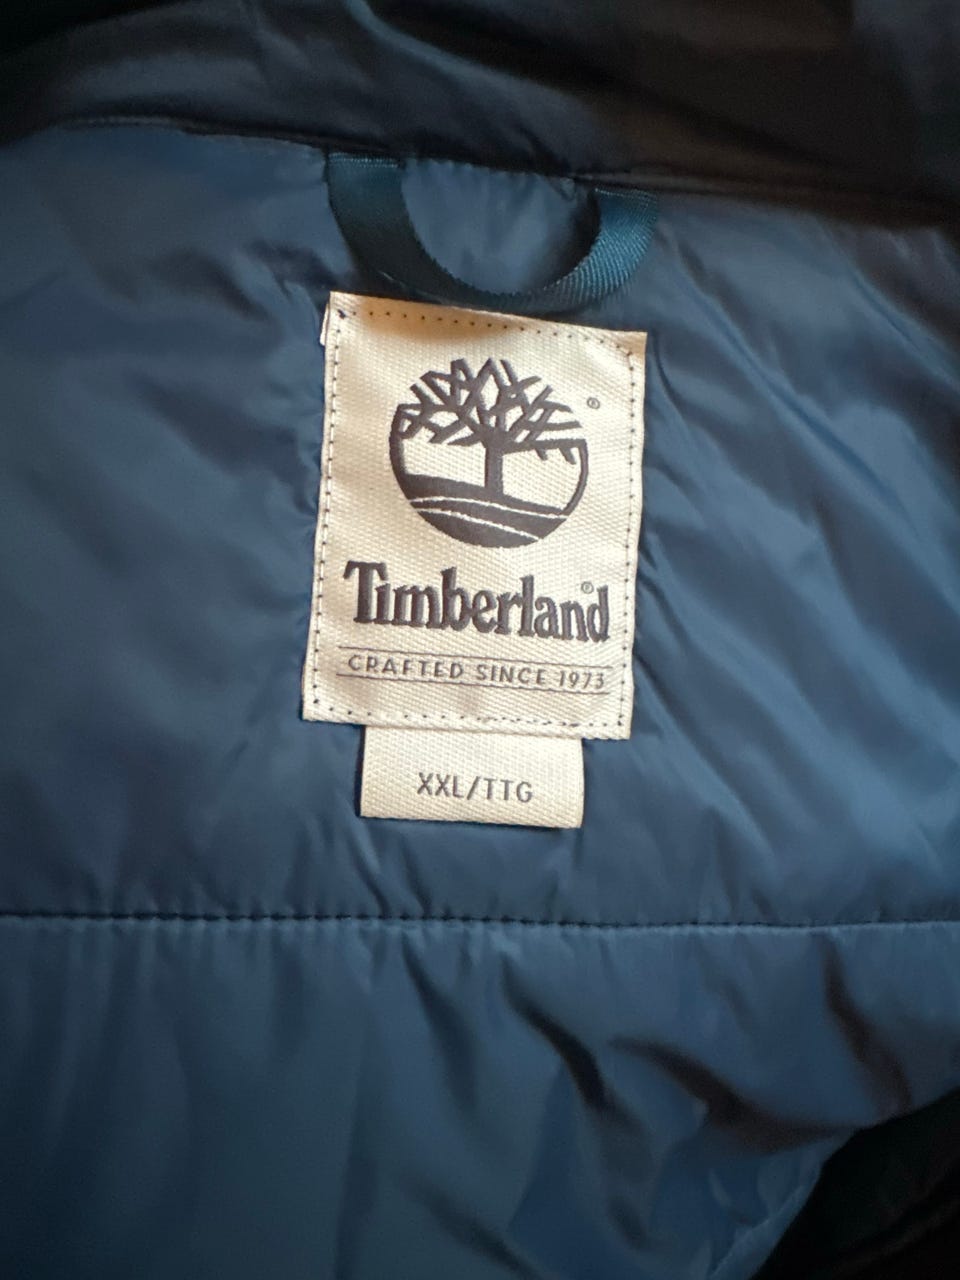 ®
Timberland®
CRAFTED SINCE 1973
XXL/TTG